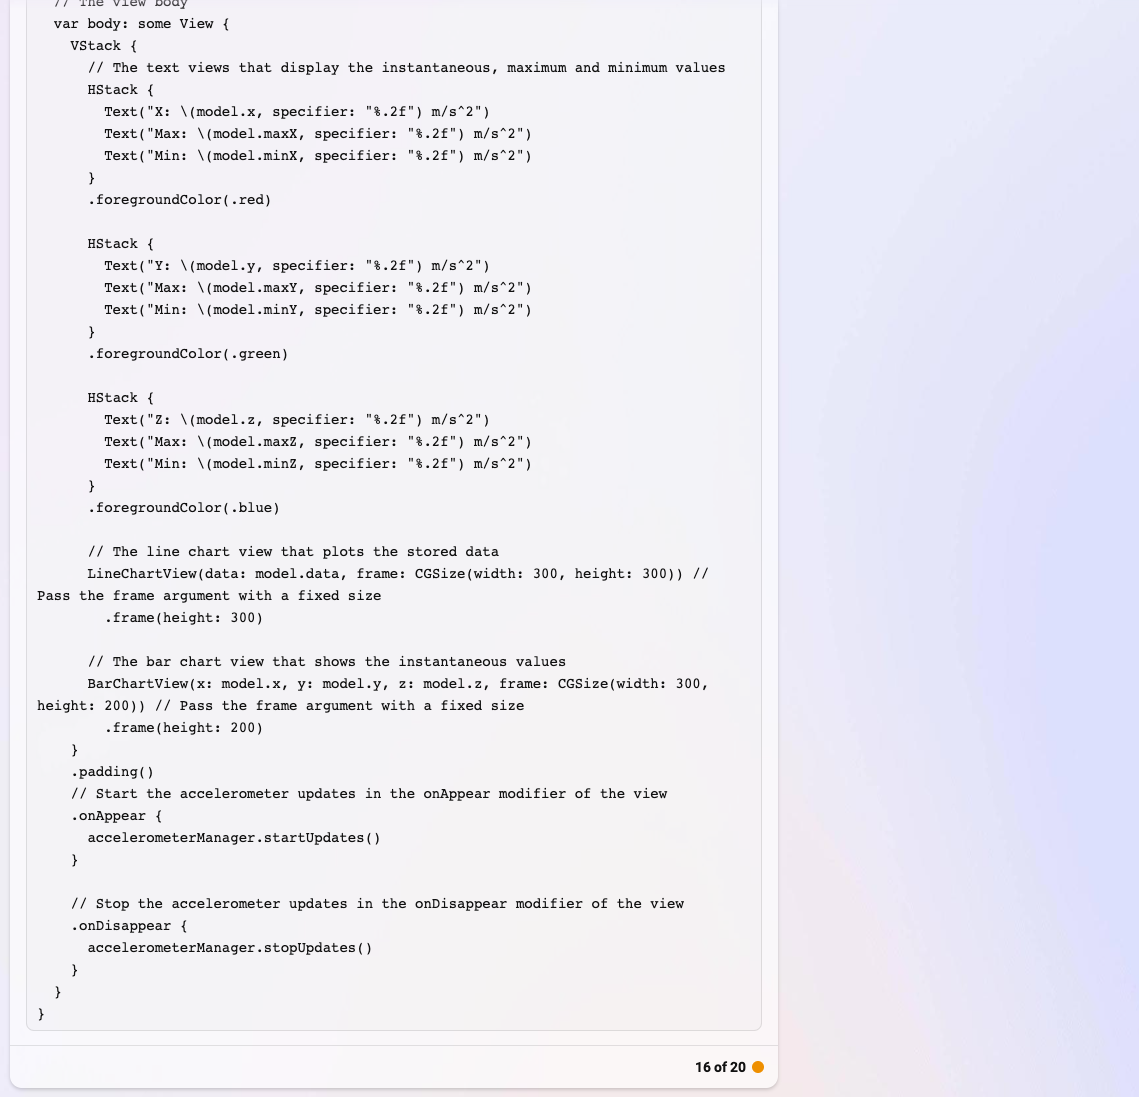 // The view body
  var body: some View {
    VStack {
      // The text views that display the instantaneous, maximum and minimum values
      HStack {
        Text("X: \(model.x, specifier: "%.2f") m/s^2")
        Text("Max: \(model.maxX, specifier: "%.2f") m/s^2")
        Text("Min: \(model.minX, specifier: "%.2f") m/s^2")
      }
      .foregroundColor(.red)

      HStack {
        Text("Y: \(model.y, specifier: "%.2f") m/s^2")
        Text("Max: \(model.maxY, specifier: "%.2f") m/s^2")
        Text("Min: \(model.minY, specifier: "%.2f") m/s^2")
      }
      .foregroundColor(.green)

      HStack {
        Text("Z: \(model.z, specifier: "%.2f") m/s^2")
        Text("Max: \(model.maxZ, specifier: "%.2f") m/s^2")
        Text("Min: \(model.minZ, specifier: "%.2f") m/s^2")
      }
      .foregroundColor(.blue)

      // The line chart view that plots the stored data
      LineChartView(data: model.data, frame: CGSize(width: 300, height: 300)) //
Pass the frame argument with a fixed size
        .frame(height: 300)

      // The bar chart view that shows the instantaneous values
      BarChartView(x: model.x, y: model.y, z: model.z, frame: CGSize(width: 300,
height: 200)) // Pass the frame argument with a fixed size
        .frame(height: 200)
    }
    .padding()
    // Start the accelerometer updates in the onAppear modifier of the view
    .onAppear {
      accelerometerManager.startUpdates()
    }

    // Stop the accelerometer updates in the onDisappear modifier of the view
    .onDisappear {
      accelerometerManager.stopUpdates()
    }
  }
}
16 of 20